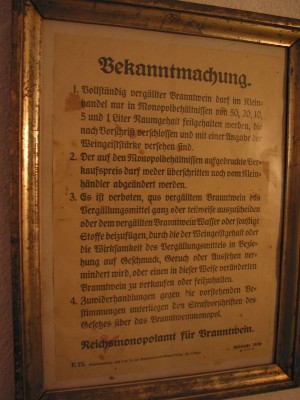 Bekanntmachung.
1. Vollständig vergällter Branntwein darf im Klein-
handel nur in Monopolbehältnissen von 50, 20, 10,
5 und 1 Liter Raumgehalt feilgehalten werden, die
nach Vorschrift verschlossen und mit einer Angabe der
Weingeiststärke versehen sind.
2. Der auf den Monopolbehältnissen aufgedruckte Ver-
kaufspreis darf weder überschritten noch vom Klein-
händler abgeändert werden.
3. Es ist verboten, aus vergälltem Branntwein das
Vergällungsmittel ganz oder teilweise auszuscheiden
oder dem vergällten Branntwein Wasser oder sonstige
Stoffe beizufügen, durch die der Weingeistgehalt oder
die Wirksamkeit des Vergällungsmittels in Bezie-
hung auf Geschmack, Geruch oder Aussehen ver-
mindert wird, oder einen in dieser Weise veränderten
Branntwein zu verkaufen oder feilzuhalten.
4. Zuwiderhandlungen gegen die vorstehenden Be-
stimmungen unterliegen den Strafvorschriften des
Gesetzes über das Branntweinmonopol.
Reichsmonopolamt für Branntwein.